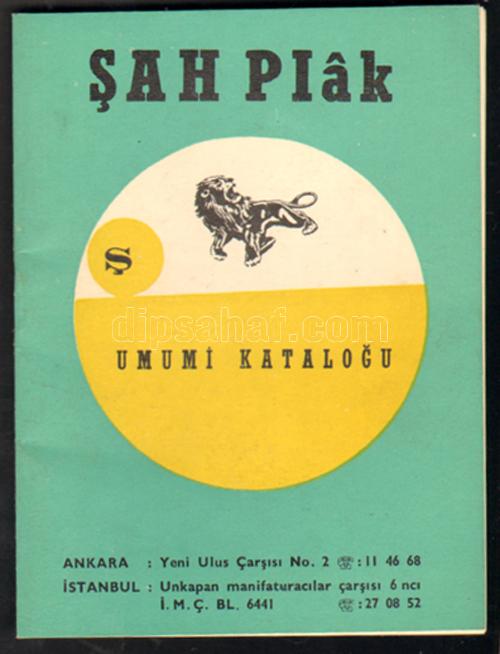 ŞAH Plâk
Ş
dipsahaf.com
UMUMİ KATALOĞU
ANKARA : Yeni Ulus Çarşısı No. 2 ☎ : 11 46 68
İSTANBUL : Unkapan manifaturacılar çarşısı 6 ncı
İ. M. Ç. BL. 6441 ☎ : 27 08 52